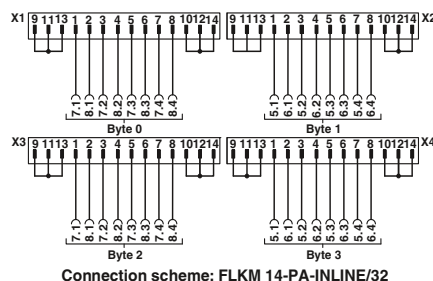 X1 9 11 13 1 2 3 4 5 6 7 8 10 12 14
9 11 13 1 2 3 4 5 6 7 8 10 12 14 X2
7.1 8.1 7.2 8.2 7.3 8.3 7.4 8.4
5.1 6.1 5.2 6.2 5.3 6.3 5.4 6.4
Byte 0
Byte 1
X3 9 11 13 1 2 3 4 5 6 7 8 10 12 14
9 11 13 1 2 3 4 5 6 7 8 10 12 14 X4
7.1 8.1 7.2 8.2 7.3 8.3 7.4 8.4
5.1 6.1 5.2 6.2 5.3 6.3 5.4 6.4
Byte 2
Byte 3
Connection scheme: FLKM 14-PA-INLINE/32